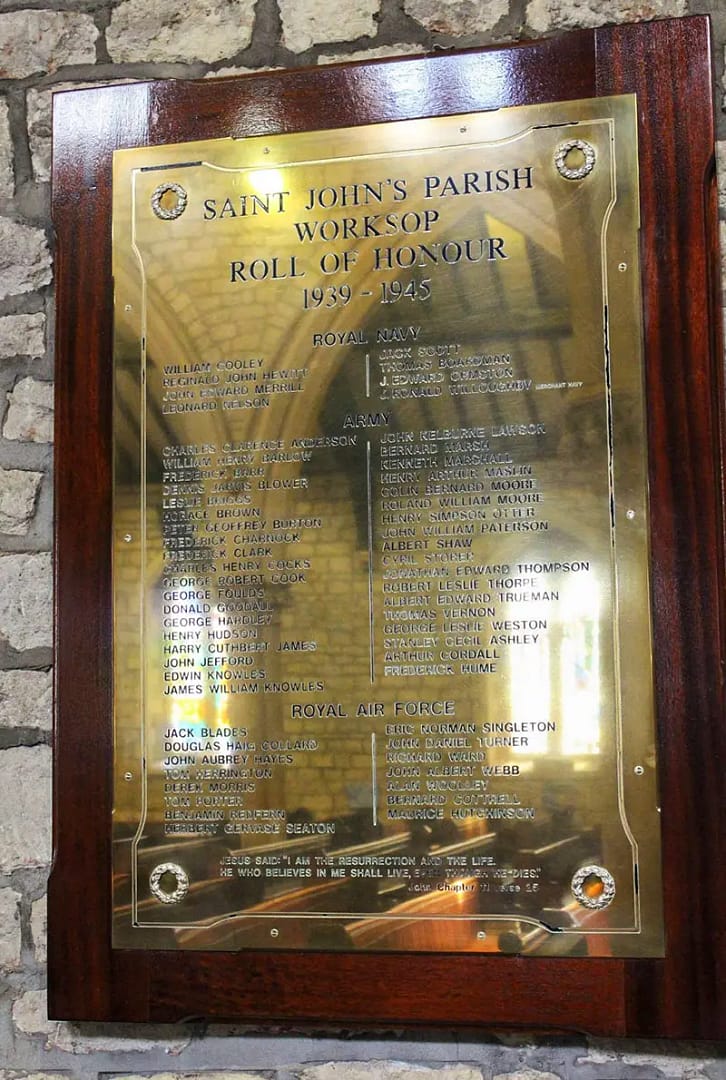 SAINT JOHN'S PARISH
WORKSOP
ROLL OF HONOUR
1939 - 1945
ROYAL NAVY
WILLIAM COOLEY
REGINALD JOHN HEWITT
JOHN EDWARD MERRILL
LEONARD NELSON
JACK SCOTT
THOMAS BOARDMAN
J. EDWARD ORMSTON
J. RONALD WILLOUGHBY MERCHANT NAVY
ARMY
CHARLES CLARENCE ANDERSON
WILLIAM HENRY BARLOW
FREDERICK BARR
DENNIS JARVIS BLOWER
LESLIE BRIGGS
HORACE BROWN
PETER GEOFFREY BURTON
FREDERICK CHARNOCK
FREDERICK CLARK
CHARLES HENRY COCKS
GEORGE ROBERT COOK
GEORGE FOULDS
DONALD GOODALL
GEORGE HARDLEY
HENRY HUDSON
HARRY CUTHBERT JAMES
JOHN JEFFORD
EDWIN KNOWLES
JAMES WILLIAM KNOWLES
JOHN KELBURNE LAWSON
BERNARD MARSH
KENNETH MARSHALL
HENRY ARTHUR MASLIN
COLIN BERNARD MOORE
ROLAND WILLIAM MOORE
HENRY SIMPSON OTTER
JOHN WILLIAM PATERSON
ALBERT SHAW
CYRIL STOBER
JONATHAN EDWARD THOMPSON
ROBERT LESLIE THORPE
ALBERT EDWARD TRUEMAN
THOMAS VERNON
GEORGE LESLIE WESTON
STANLEY CECIL ASHLEY
ARTHUR CORDALL
FREDERICK HUME
ROYAL AIR FORCE
JACK BLADES
DOUGLAS HAIG COLLARD
JOHN AUBREY HAYES
TOM HERRINGTON
DEREK MORRIS
TOM PORTER
BENJAMIN REDFERN
HERBERT GERVASE SEATON
ERIC NORMAN SINGLETON
JOHN DANIEL TURNER
RICHARD WARD
JOHN ALBERT WEBB
ALAN WOOLLEY
BERNARD COTTRELL
MAURICE HUTCHINSON
JESUS SAID: "I AM THE RESURRECTION AND THE LIFE.
HE WHO BELIEVES IN ME SHALL LIVE, EVEN THOUGH HE DIES."
John Chapter 25